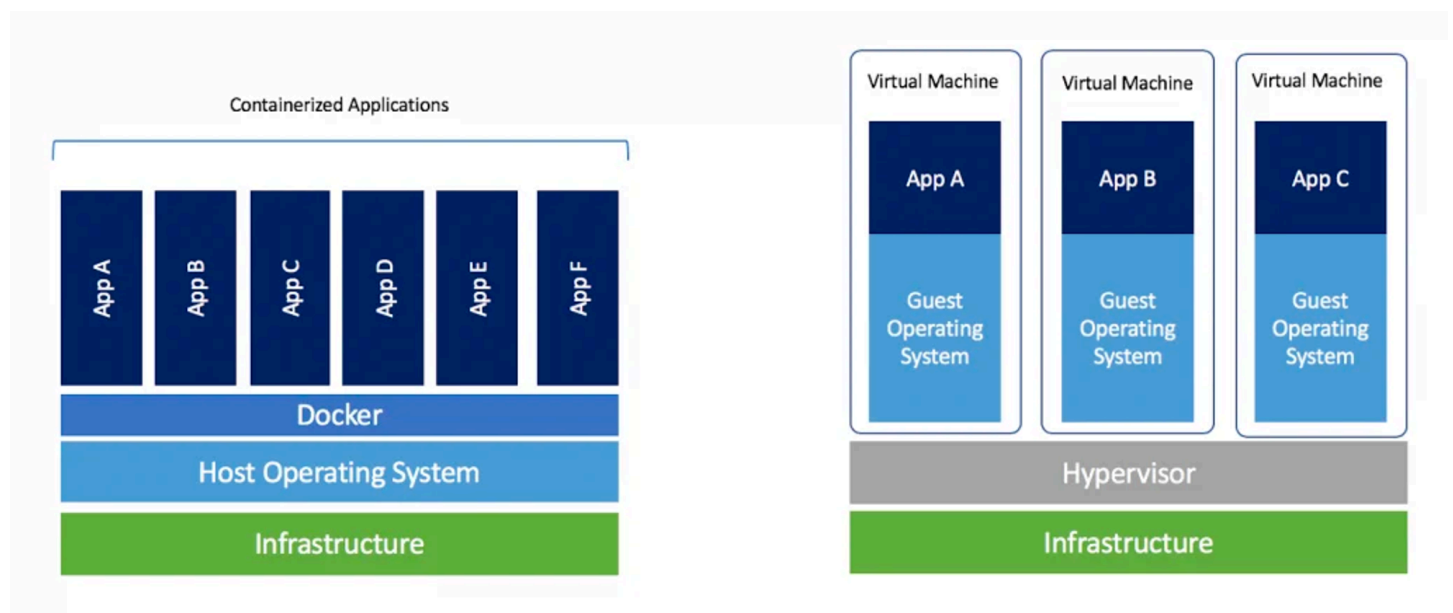 Containerized Applications
App A
App B
App C
App D
App E
App F
Docker
Host Operating System
Infrastructure
Virtual Machine
App A
Guest
Operating
System
Virtual Machine
App B
Guest
Operating
System
Virtual Machine
App C
Guest
Operating
System
Hypervisor
Infrastructure